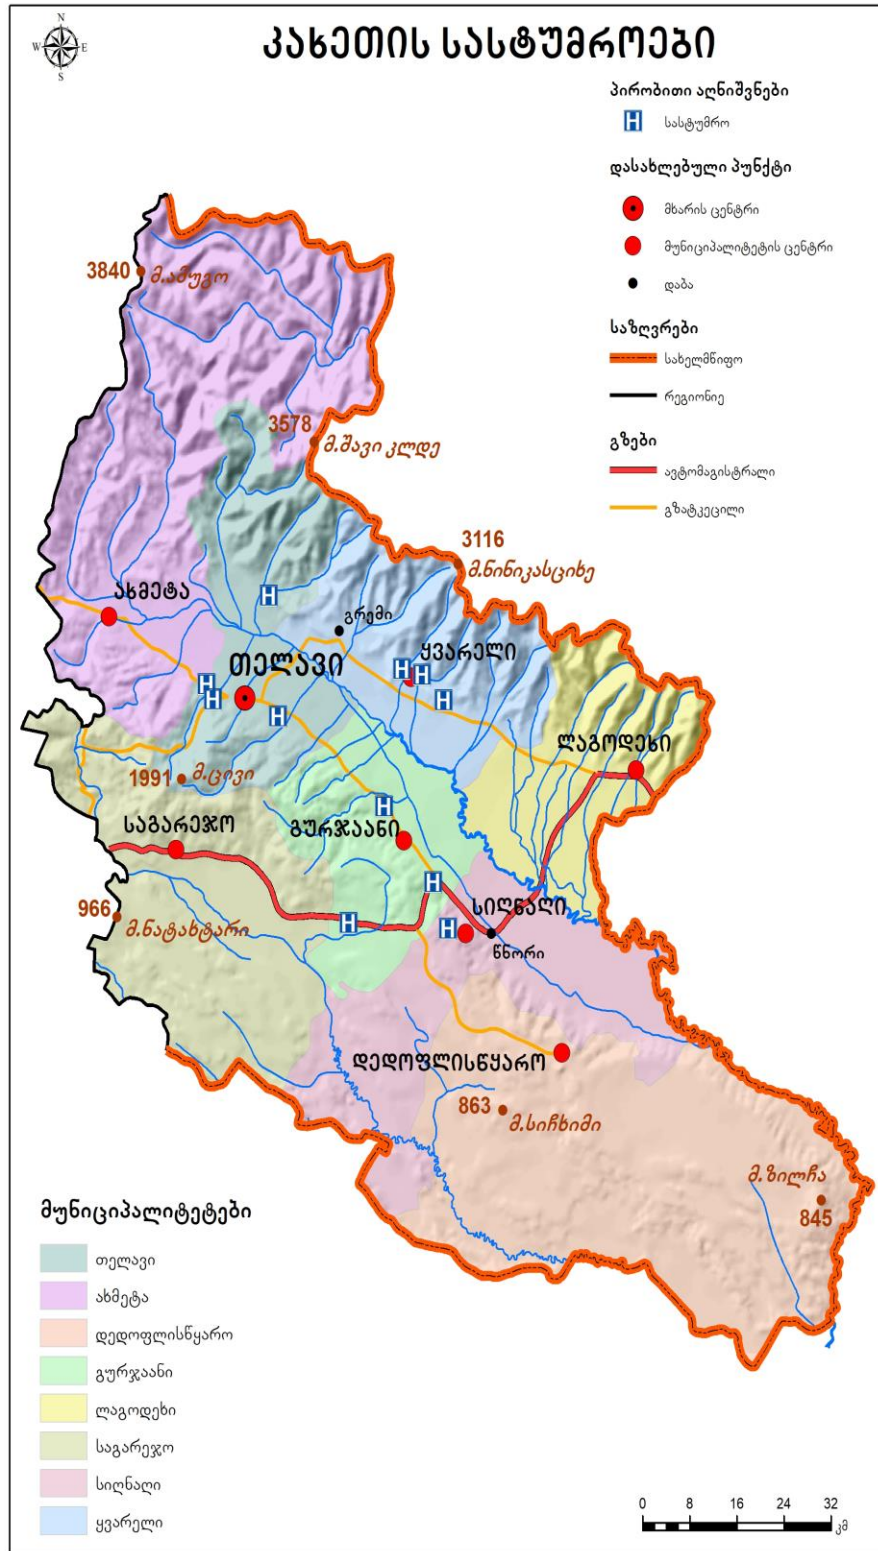 N
W E
S
კახეთის სასტუმროები
პირობითი აღნიშვნები
H სასტუმრო
დასახლებული პუნქტი
მხარის ცენტრი
მუნიციპალიტეტის ცენტრი
დაბა
საზღვრები
სახელმწიფო
რეგიონიე
გზები
ავტომაგისტრალი
გზატკეცილი
3840 მ.ამუგო
3578
მ.შავი კლდე
3116
მ.ნინიკასციხე
ახმეტა
H
გრემი
ყვარელი
თელავი
H H
H
H H
H
H
ლაგოდეხი
1991 მ.ცივი
H
საგარეჯო
გურჯაანი
H
966
მ.ნატახტარი
H
სიღნაღი
H
წნორი
დედოფლისწყარო
863
მ.სიჩხიმი
მ.ზილჩა
845
მუნიციპალიტეტები
თელავი
ახმეტა
დედოფლისწყარო
გურჯაანი
ლაგოდეხი
საგარეჯო
სიღნაღი
ყვარელი
0 8 16 24 32
კმ